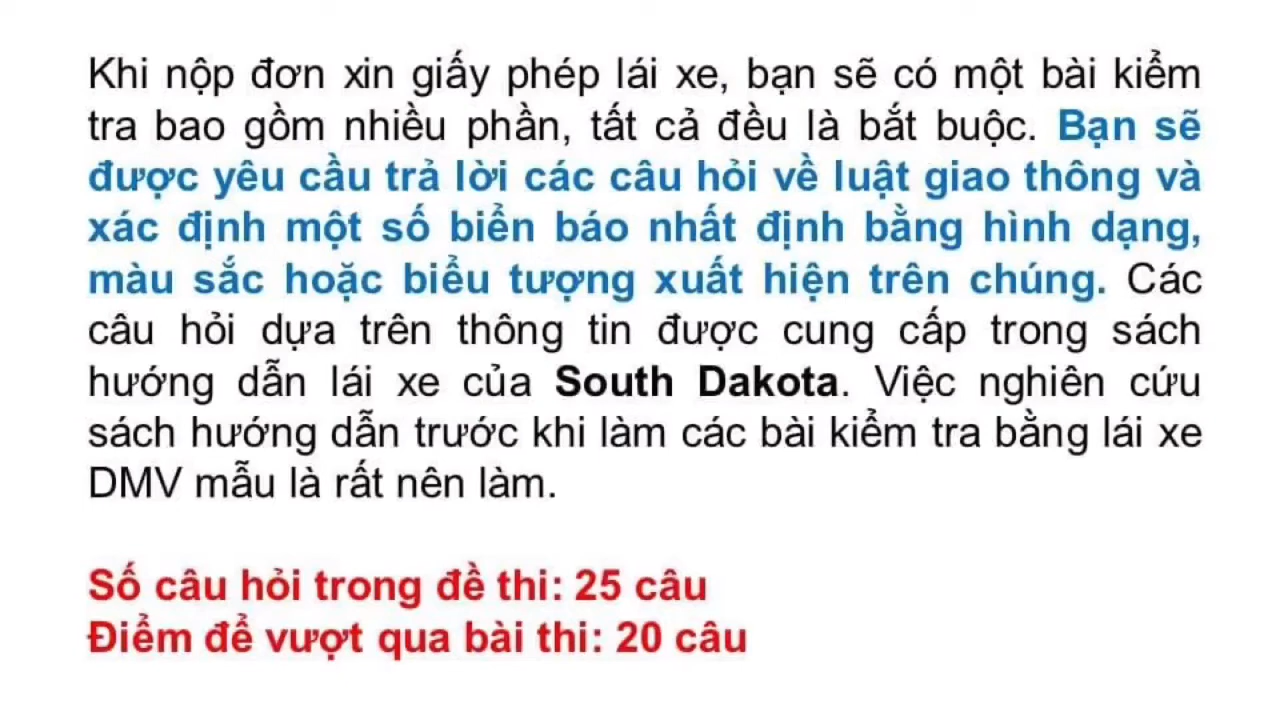 Khi nộp đơn xin giấy phép lái xe, bạn sẽ có một bài kiểm
tra bao gồm nhiều phần, tất cả đều là bắt buộc. Bạn sẽ
được yêu cầu trả lời các câu hỏi về luật giao thông và
xác định một số biển báo nhất định bằng hình dạng,
màu sắc hoặc biểu tượng xuất hiện trên chúng. Các
câu hỏi dựa trên thông tin được cung cấp trong sách
hướng dẫn lái xe của South Dakota. Việc nghiên cứu
sách hướng dẫn trước khi làm các bài kiểm tra bằng lái xe
DMV mẫu là rất nên làm.
Số câu hỏi trong đề thi: 25 câu
Điểm để vượt qua bài thi: 20 câu